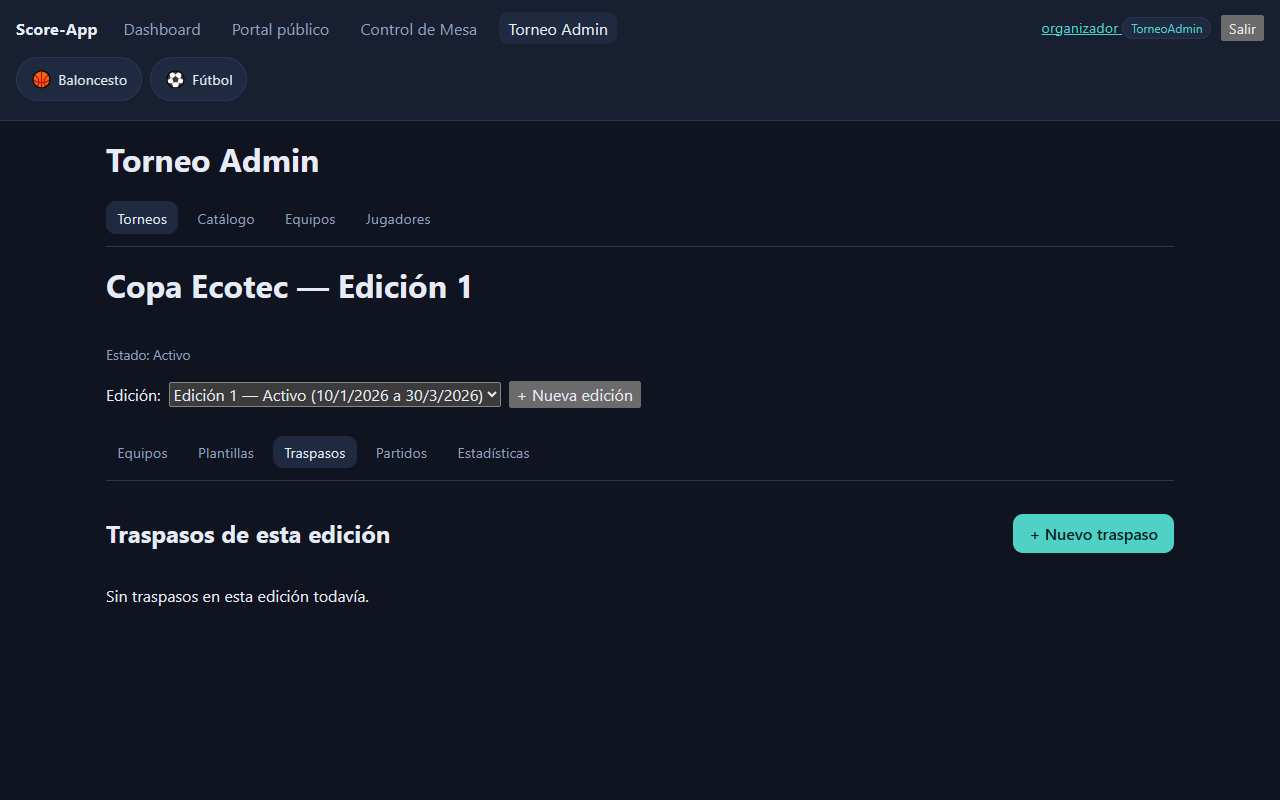 Score-App Dashboard Portal público Control de Mesa Torneo Admin organizador TorneoAdmin Salir
Baloncesto Fútbol
Torneo Admin
Torneos Catálogo Equipos Jugadores
Copa Ecotec — Edición 1
Estado: Activo
Edición: Edición 1 — Activo (10/1/2026 a 30/3/2026) + Nueva edición
Equipos Plantillas Traspasos Partidos Estadísticas
Traspasos de esta edición + Nuevo traspaso
Sin traspasos en esta edición todavía.